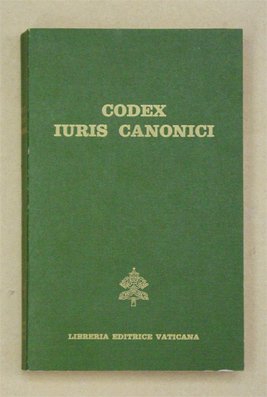 CODEX
IURIS CANONICI
LIBRERIA EDITRICE VATICANA